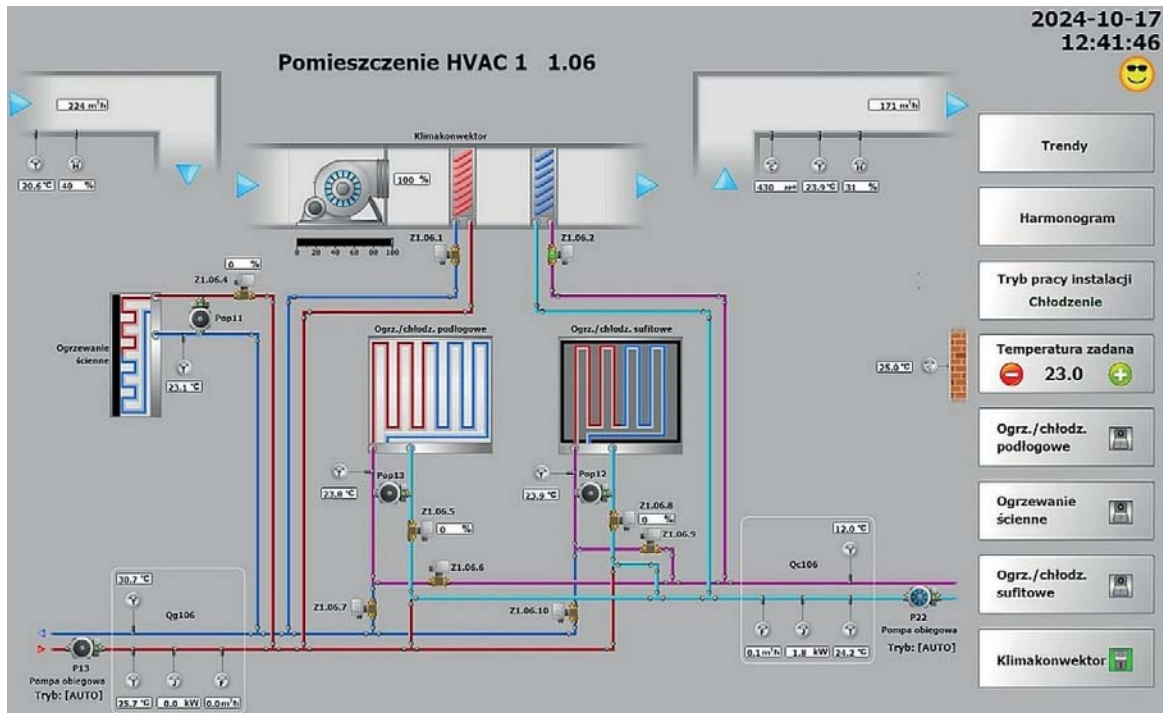 2024-10-17
12:41:46
Pomieszczenie HVAC 1 1.06
224 m³/h
171 m³/h
Klimakonwektor
100 %
20.6 °C
40 %
430 ppm
23.9 °C
31 %
0 20 40 60 80 100
Z1.06.1
Z1.06.2
0 %
Z1.06.4
Pop11
Ogrzewanie
ścienne
23.1 °C
Ogrz./chłodz. podłogowe
Ogrz./chłodz. sufitowe
25.0 °C
23.8 °C
Pop13
23.9 °C
Pop12
Z1.06.5
0 %
Z1.06.8
0 %
Z1.06.9
Z1.06.6
Z1.06.7
Z1.06.10
30.7 °C
Qg106
P13
Pompa obiegowa
Tryb: [AUTO]
25.7 °C
0.0 kW
0.0 m³/h
12.0 °C
Qc106
0.1 m³/h
1.8 kW
24.2 °C
P22
Pompa obiegowa
Tryb: [AUTO]
Trendy
Harmonogram
Tryb pracy instalacji
Chłodzenie
Temperatura zadana
23.0
Ogrz./chłodz.
podłogowe
Ogrzewanie
ścienne
Ogrz./chłodz.
sufitowe
Klimakonwektor